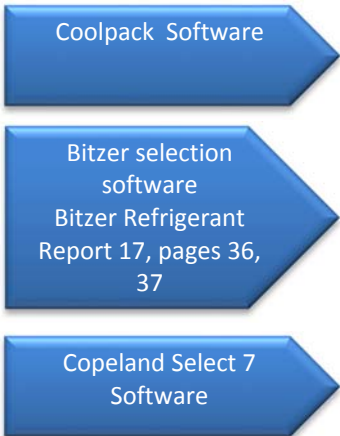 Coolpack Software
Bitzer selection
software
Bitzer Refrigerant
Report 17, pages 36,
37
Copeland Select 7
Software